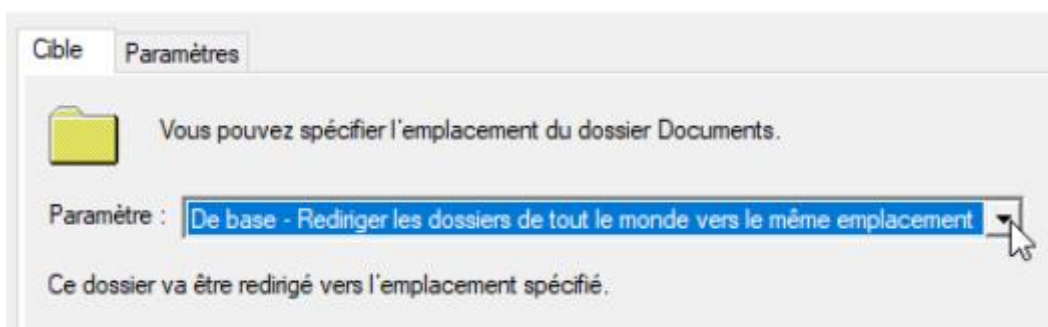 Cible Paramètres
Vous pouvez spécifier l'emplacement du dossier Documents.
Paramètre : De base - Rediriger les dossiers de tout le monde vers le même emplacement
Ce dossier va être redirigé vers l'emplacement spécifié.